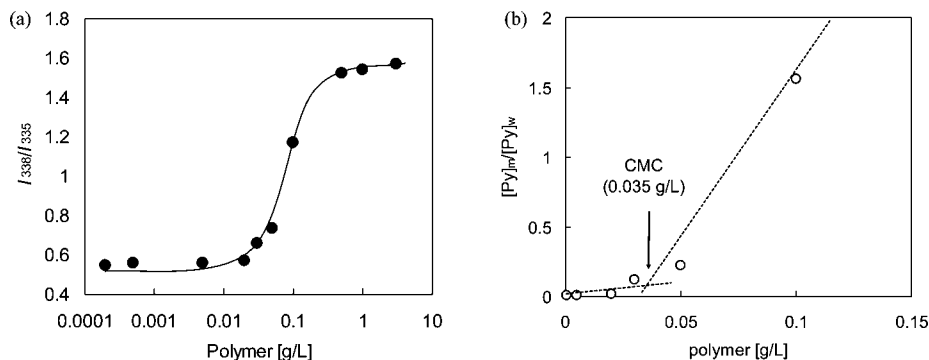 (a)
1.8
1.6
1.4
1.2
1
0.8
0.6
0.4
I338/I335
0.0001
0.001
0.01
0.1
1
10
Polymer [g/L]
(b)
2
1.5
1
0.5
0
[Py]m/[Py]w
CMC
(0.035 g/L)
0
0.05
0.1
0.15
polymer [g/L]